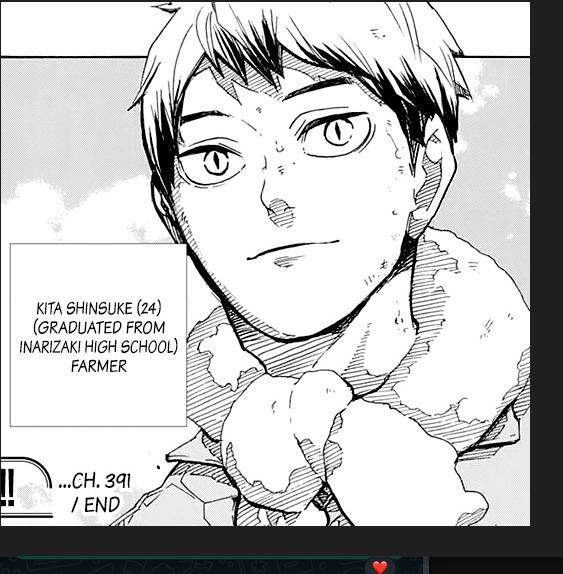 KITA SHINSUKE (24)
(GRADUATED FROM
INARIZAKI HIGH SCHOOL)
FARMER
!!
...CH. 391
/ END